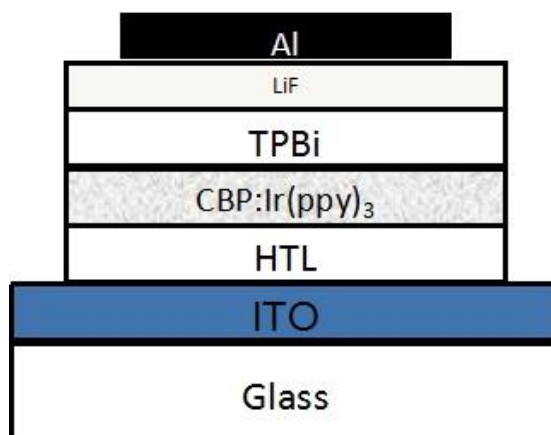 Al
LiF
TPBi
CBP:Ir(ppy)₃
HTL
ITO
Glass